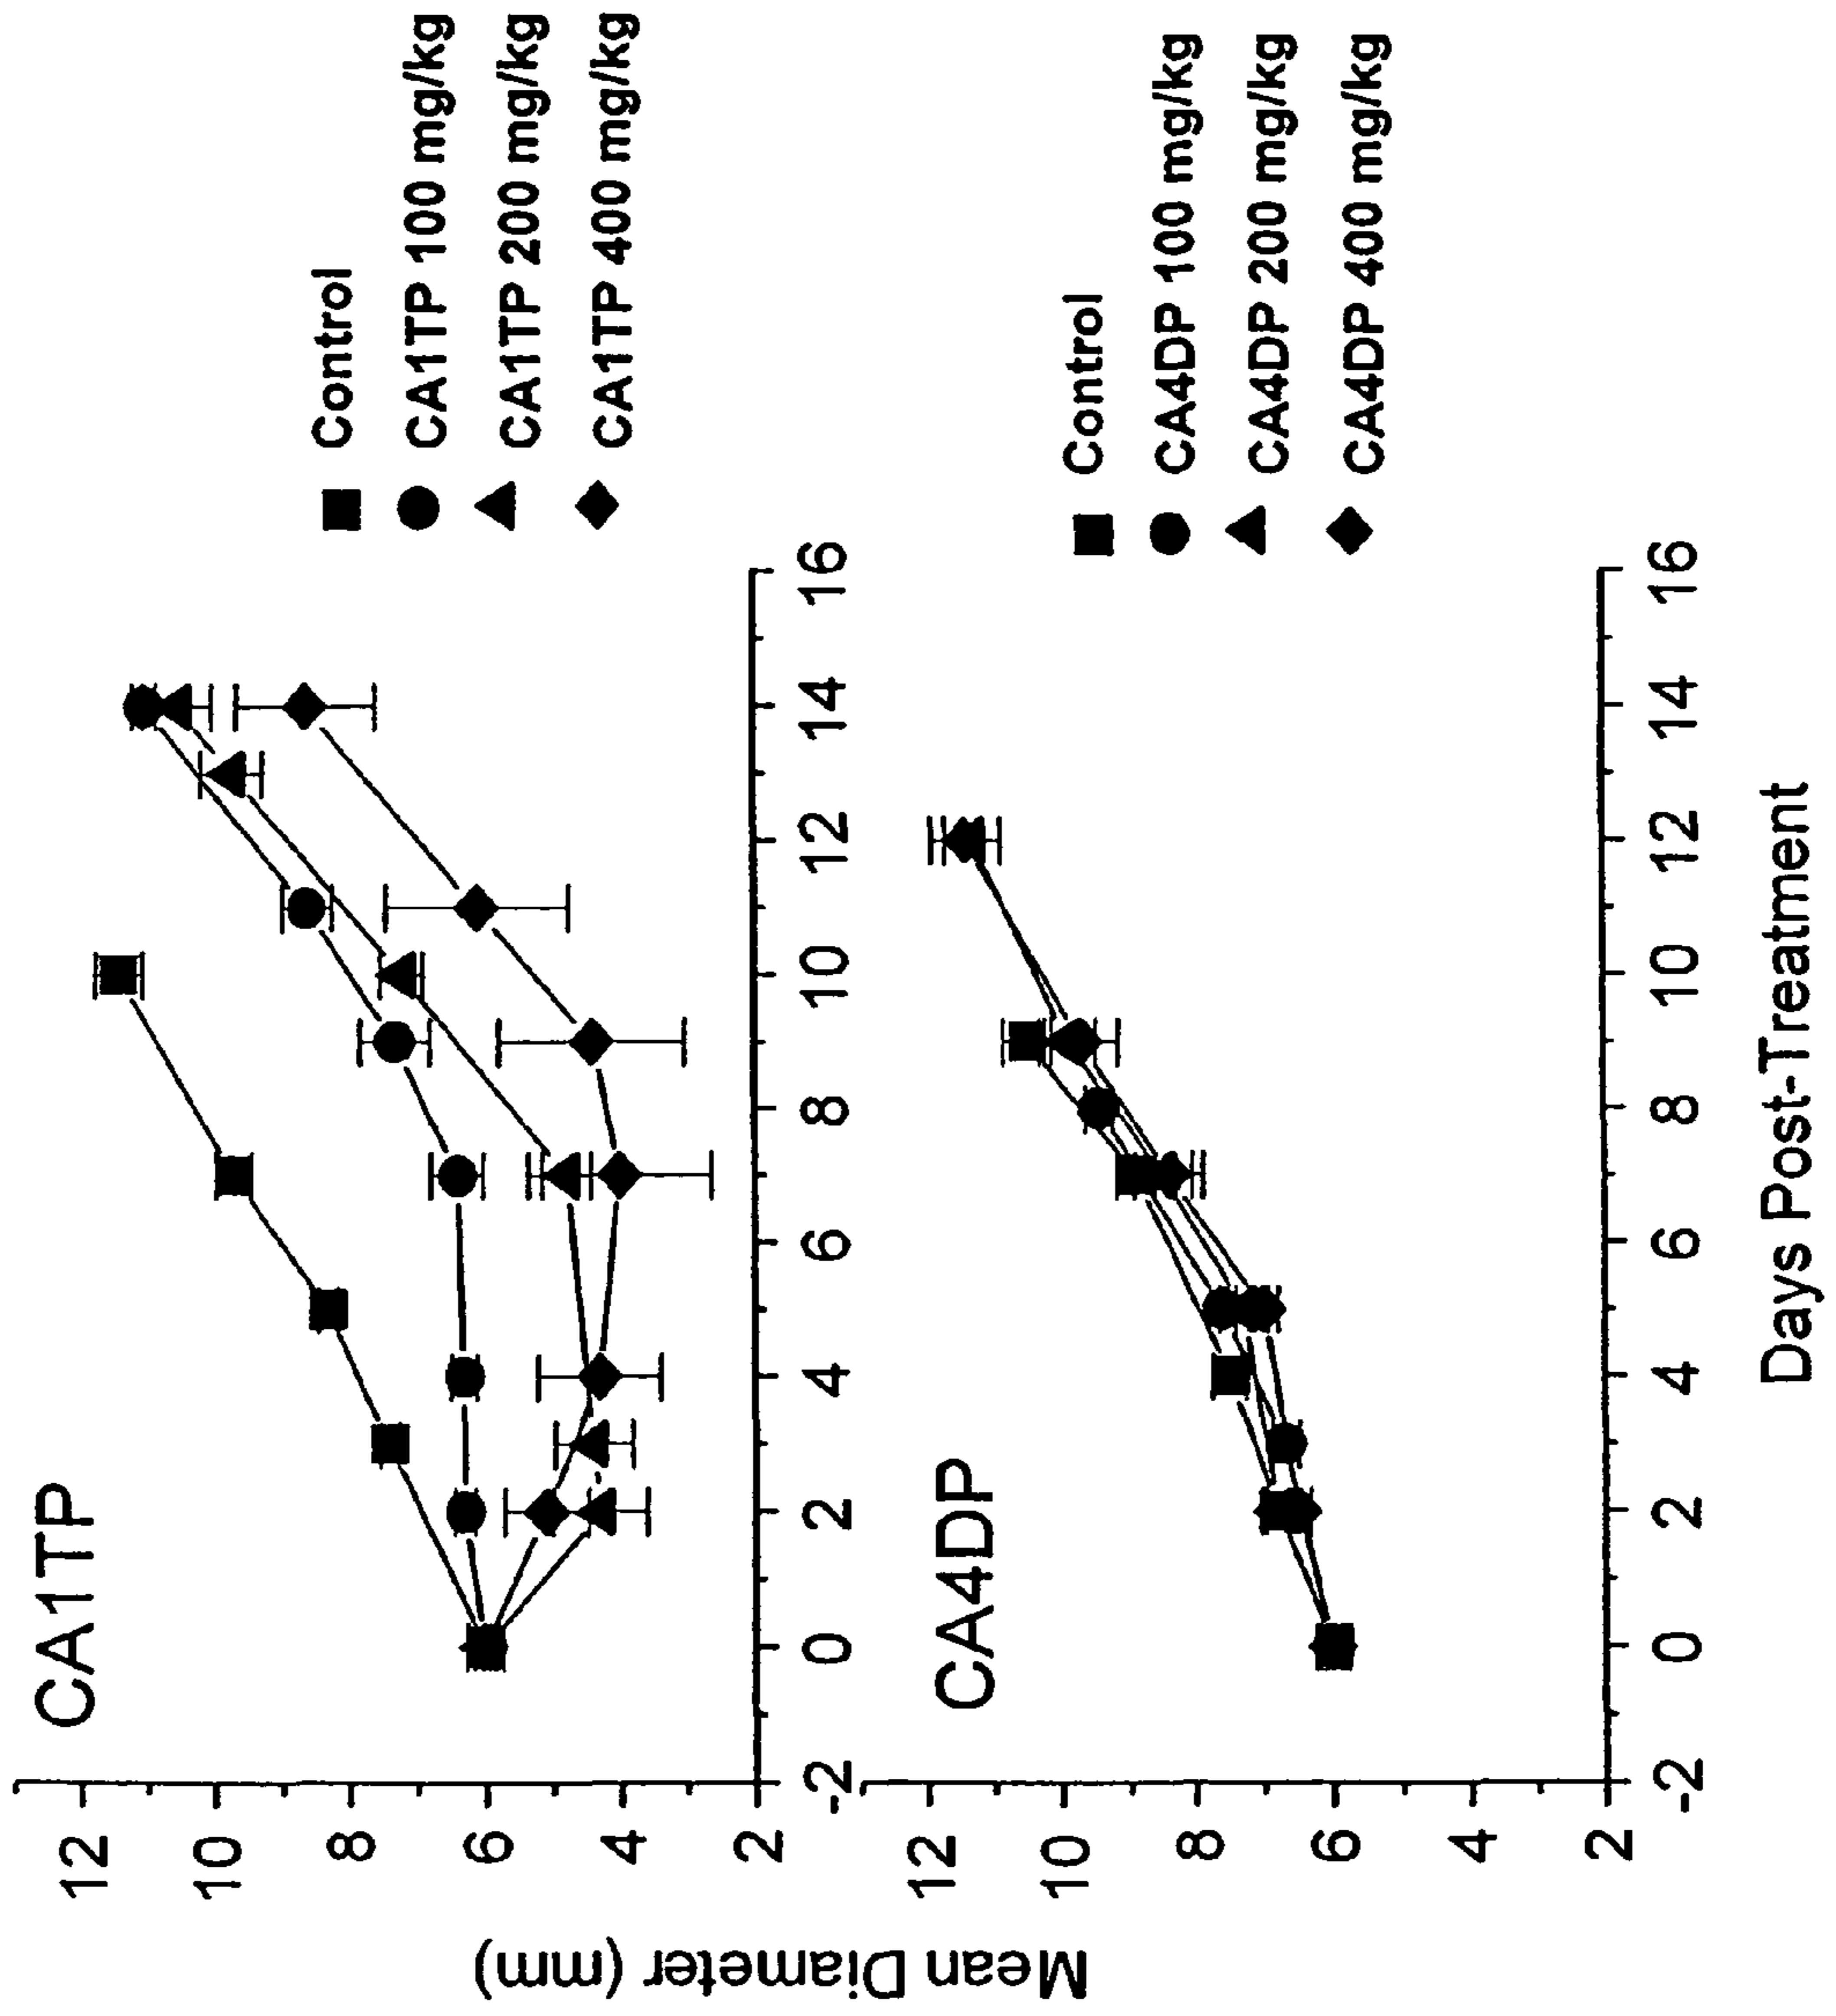 CA1TP
Control
CA1TP 100 mg/kg
CA1TP 200 mg/kg
CA1TP 400 mg/kg
12
10
8
6
4
2
-2
0
2
4
6
8
10
12
14
16
CA4DP
Control
CA4DP 100 mg/kg
CA4DP 200 mg/kg
CA4DP 400 mg/kg
12
10
8
6
4
2
-2
0
2
4
6
8
10
12
14
16
Mean Diameter (mm)
Days Post-Treatment